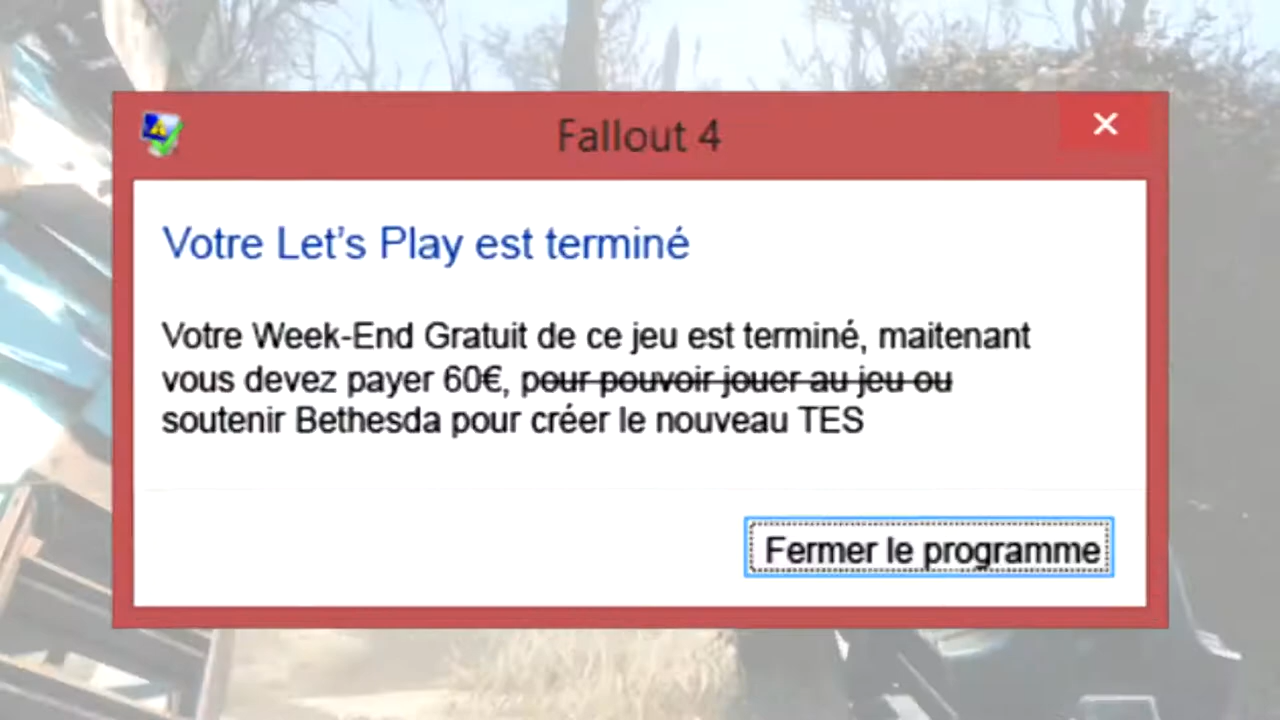 Fallout 4
Votre Let's Play est terminé
Votre Week-End Gratuit de ce jeu est terminé, maitenant
vous devez payer 60€, pour pouvoir jouer au jeu ou
soutenir Bethesda pour créer le nouveau TES
Fermer le programme